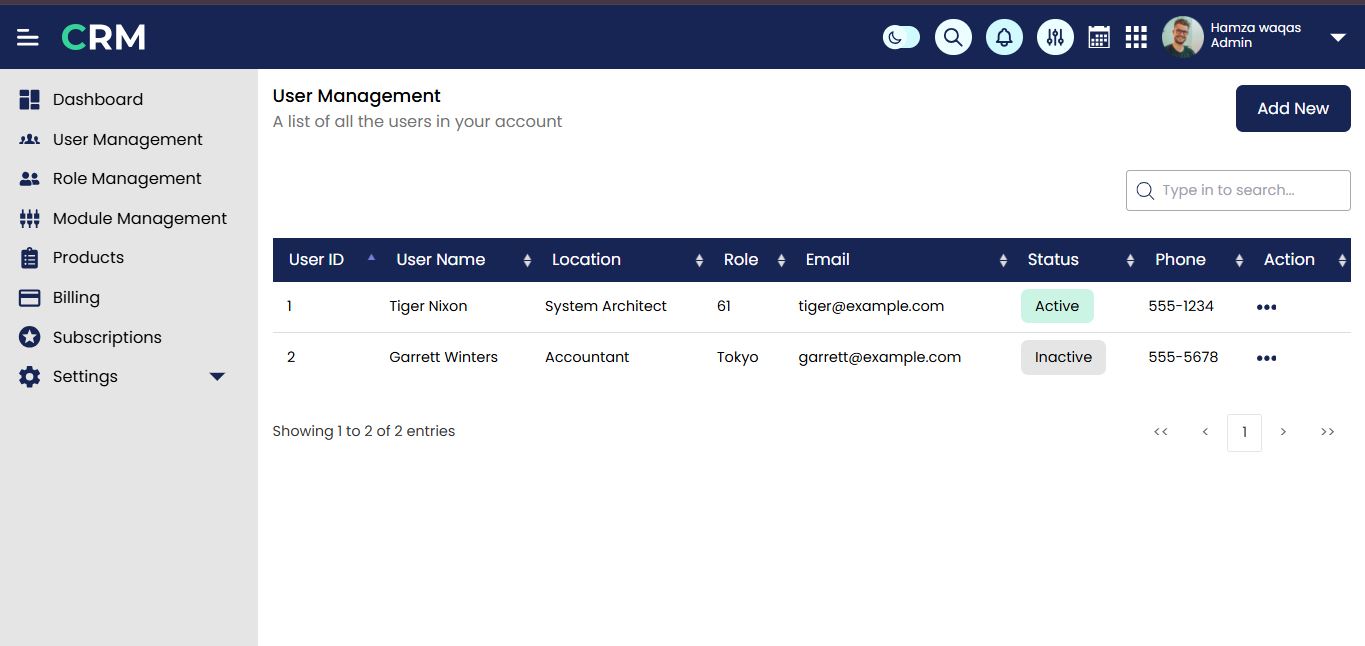 CRM
Hamza waqas
Admin
Dashboard
User Management
Role Management
Module Management
Products
Billing
Subscriptions
Settings
User Management
A list of all the users in your account
Add New
Type in to search...
User ID User Name Location Role Email Status Phone Action
1 Tiger Nixon System Architect 61 tiger@example.com Active 555-1234 •••
2 Garrett Winters Accountant Tokyo garrett@example.com Inactive 555-5678 •••
Showing 1 to 2 of 2 entries
<< < 1 > >>